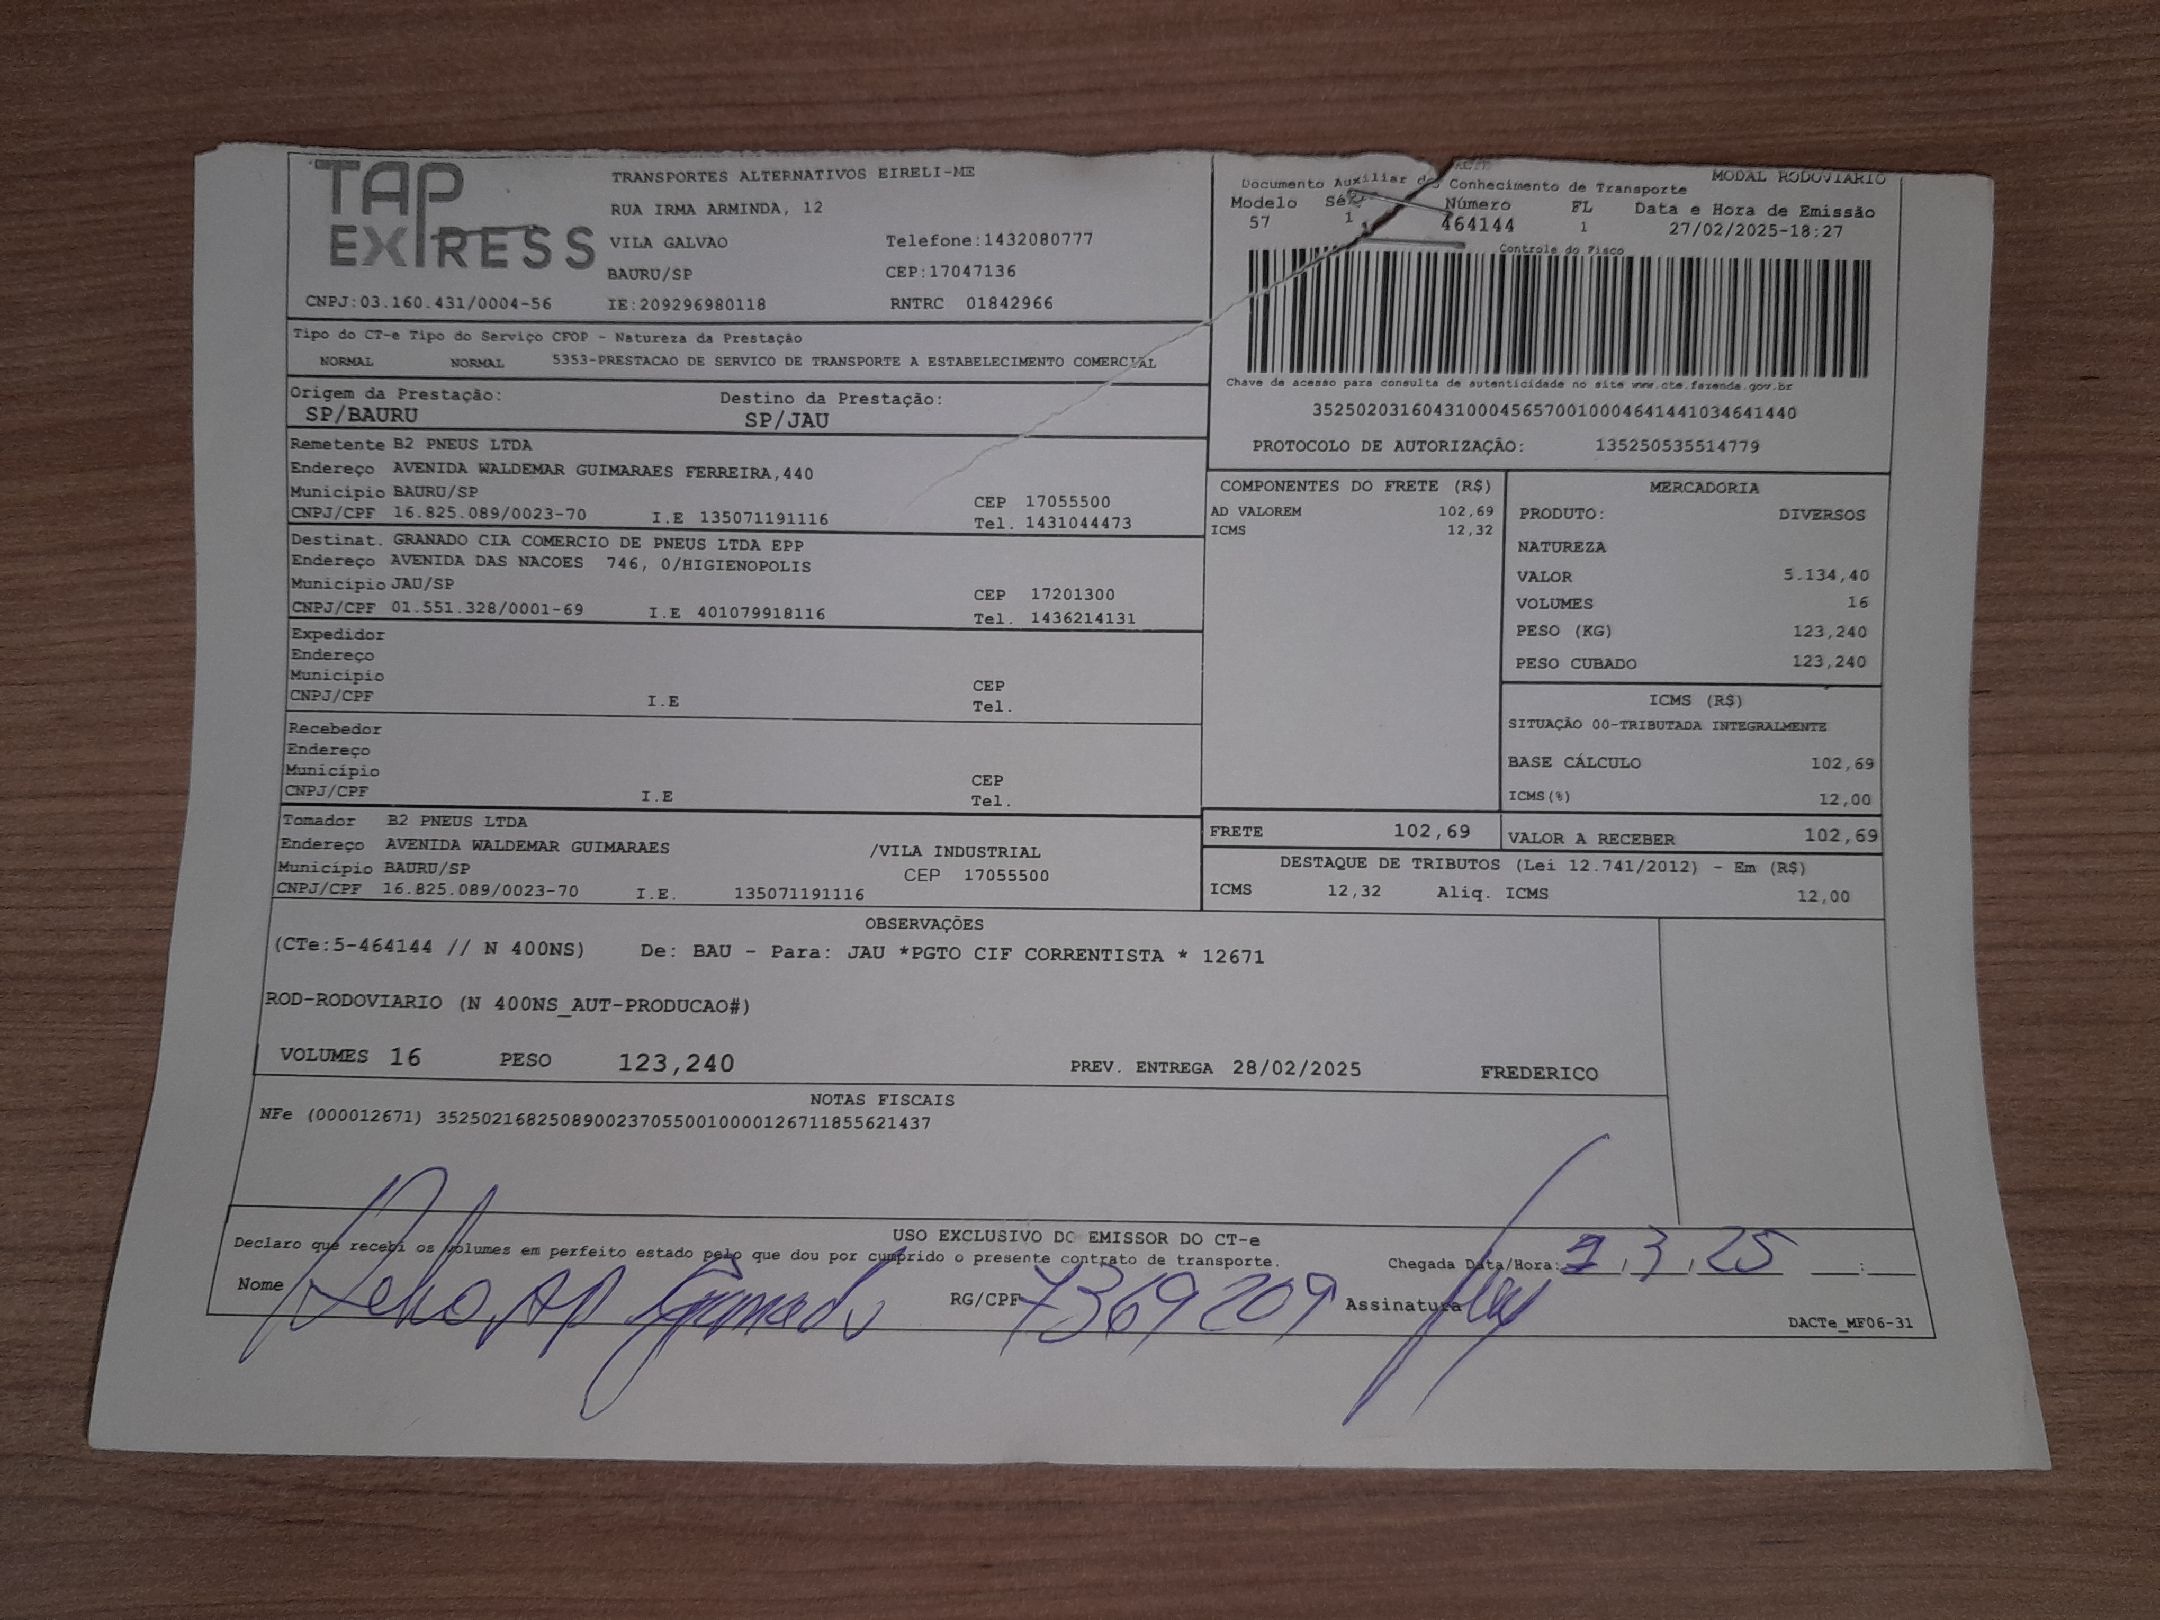 TAP
EXPRESS
TRANSPORTES ALTERNATIVOS EIRELI-ME
RUA IRMA ARMINDA, 12
VILA GALVAO Telefone:1432080777
BAURU/SP CEP:17047136
CNPJ:03.160.431/0004-56 IE:209296980118 RNTRC 01842966
MODAL RODOVIARIO
Documento Auxiliar do Conhecimento de Transporte
Modelo Número FL Data e Hora de Emissão
57 1 464144 1 27/02/2025-18:27
Controle do Fisco
Chave de acesso para consulta de autenticidade no site www.cte.fazenda.gov.br
35250203160431000456570010004641441034641440
PROTOCOLO DE AUTORIZAÇÃO: 135250535514779
Tipo do CT-e Tipo do Serviço CFOP - Natureza da Prestação
NORMAL NORMAL 5353-PRESTACAO DE SERVICO DE TRANSPORTE A ESTABELECIMENTO COMERCIAL
Origem da Prestação: Destino da Prestação:
SP/BAURU SP/JAU
Remetente B2 PNEUS LTDA
Endereço AVENIDA WALDEMAR GUIMARAES FERREIRA,440
Município BAURU/SP CEP 17055500
CNPJ/CPF 16.825.089/0023-70 I.E 135071191116 Tel. 1431044473
Destinat. GRANADO CIA COMERCIO DE PNEUS LTDA EPP
Endereço AVENIDA DAS NACOES 746, 0/HIGIENOPOLIS
Município JAU/SP CEP 17201300
CNPJ/CPF 01.551.328/0001-69 I.E 401079918116 Tel. 1436214131
Expedidor
Endereço
Município CEP
CNPJ/CPF I.E Tel.
Recebedor
Endereço
Município CEP
CNPJ/CPF I.E Tel.
Tomador B2 PNEUS LTDA
Endereço AVENIDA WALDEMAR GUIMARAES /VILA INDUSTRIAL
Município BAURU/SP CEP 17055500
CNPJ/CPF 16.825.089/0023-70 I.E. 135071191116
COMPONENTES DO FRETE (R$)
AD VALOREM 102,69
ICMS 12,32
MERCADORIA
PRODUTO: DIVERSOS
NATUREZA
VALOR 5.134,40
VOLUMES 16
PESO (KG) 123,240
PESO CUBADO 123,240
ICMS (R$)
SITUAÇÃO 00-TRIBUTADA INTEGRALMENTE
BASE CÁLCULO 102,69
ICMS(%) 12,00
FRETE 102,69 VALOR A RECEBER 102,69
DESTAQUE DE TRIBUTOS (Lei 12.741/2012) - Em (R$)
ICMS 12,32 Aliq. ICMS 12,00
OBSERVAÇÕES
(CTe:5-464144 // N 400NS) De: BAU - Para: JAU *PGTO CIF CORRENTISTA * 12671
ROD-RODOVIARIO (N 400NS_AUT-PRODUCAO#)
VOLUMES 16 PESO 123,240 PREV. ENTREGA 28/02/2025 FREDERICO
NOTAS FISCAIS
NFe (000012671) 35250216825089002370550010000126711855621437
USO EXCLUSIVO DO EMISSOR DO CT-e
Declaro que recebi os volumes em perfeito estado pelo que dou por cumprido o presente contrato de transporte.
Chegada Data/Hora: 3 25 :
Nome RG/CPF 7369209 Assinatura
DACTe_MF06-31